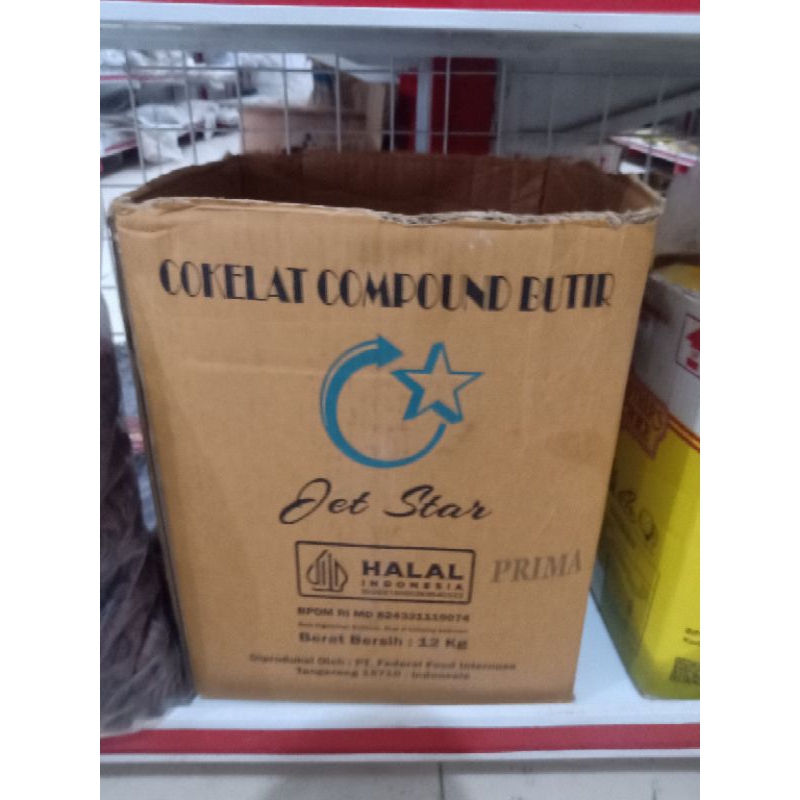 COKELAT COMPOUND BUTIR
Jet Star
HALAL
INDONESIA
PRIMA
BPOM RI MD 824331119074
Berat Bersih : 12 Kg
Diproduksi Oleh : PT. Federal Food Internusa
Tangerang 15710 - Indonesia